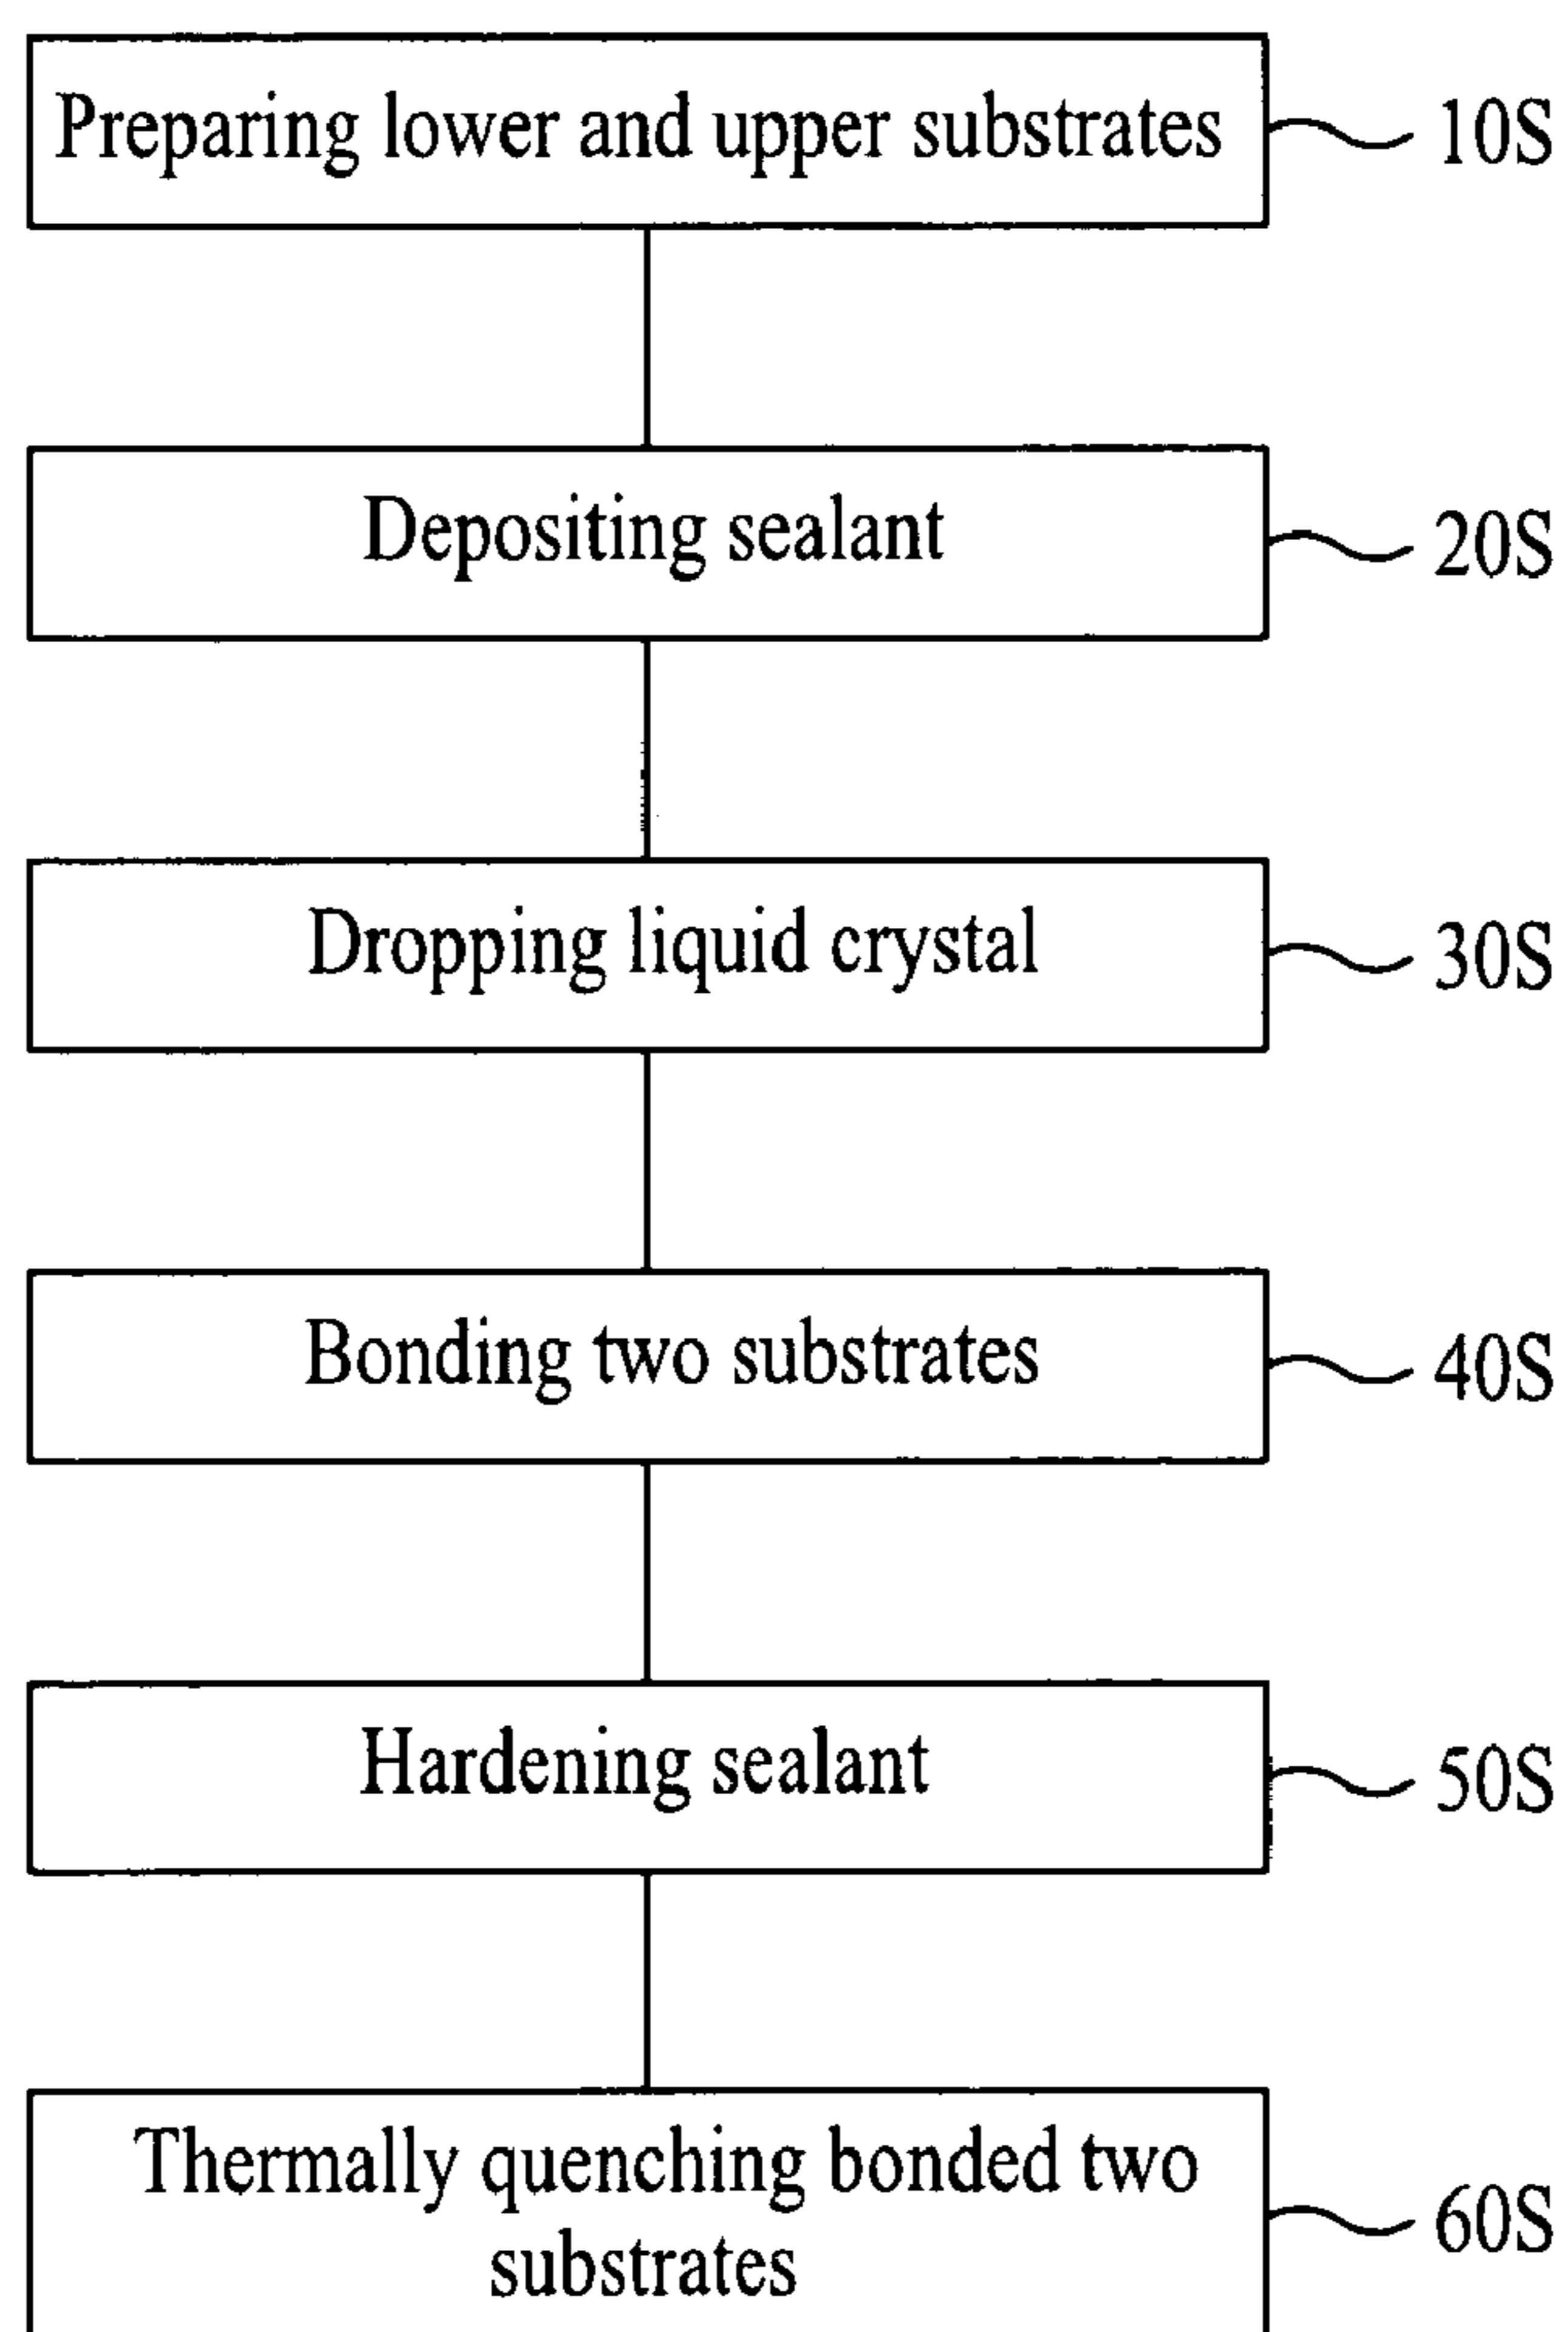 Preparing lower and upper substrates 10S
Depositing sealant 20S
Dropping liquid crystal 30S
Bonding two substrates 40S
Hardening sealant 50S
Thermally quenching bonded two
substrates
60S